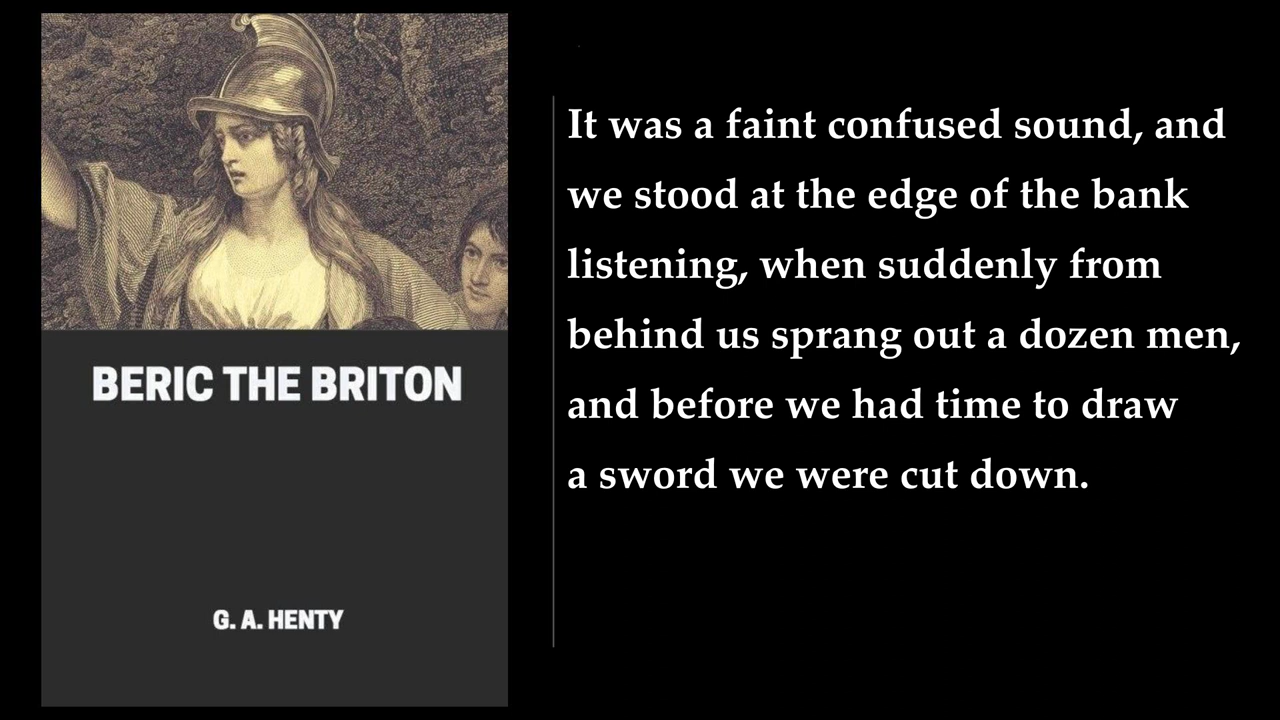 BERIC THE BRITON
G. A. HENTY
It was a faint confused sound, and
we stood at the edge of the bank
listening, when suddenly from
behind us sprang out a dozen men,
and before we had time to draw
a sword we were cut down.